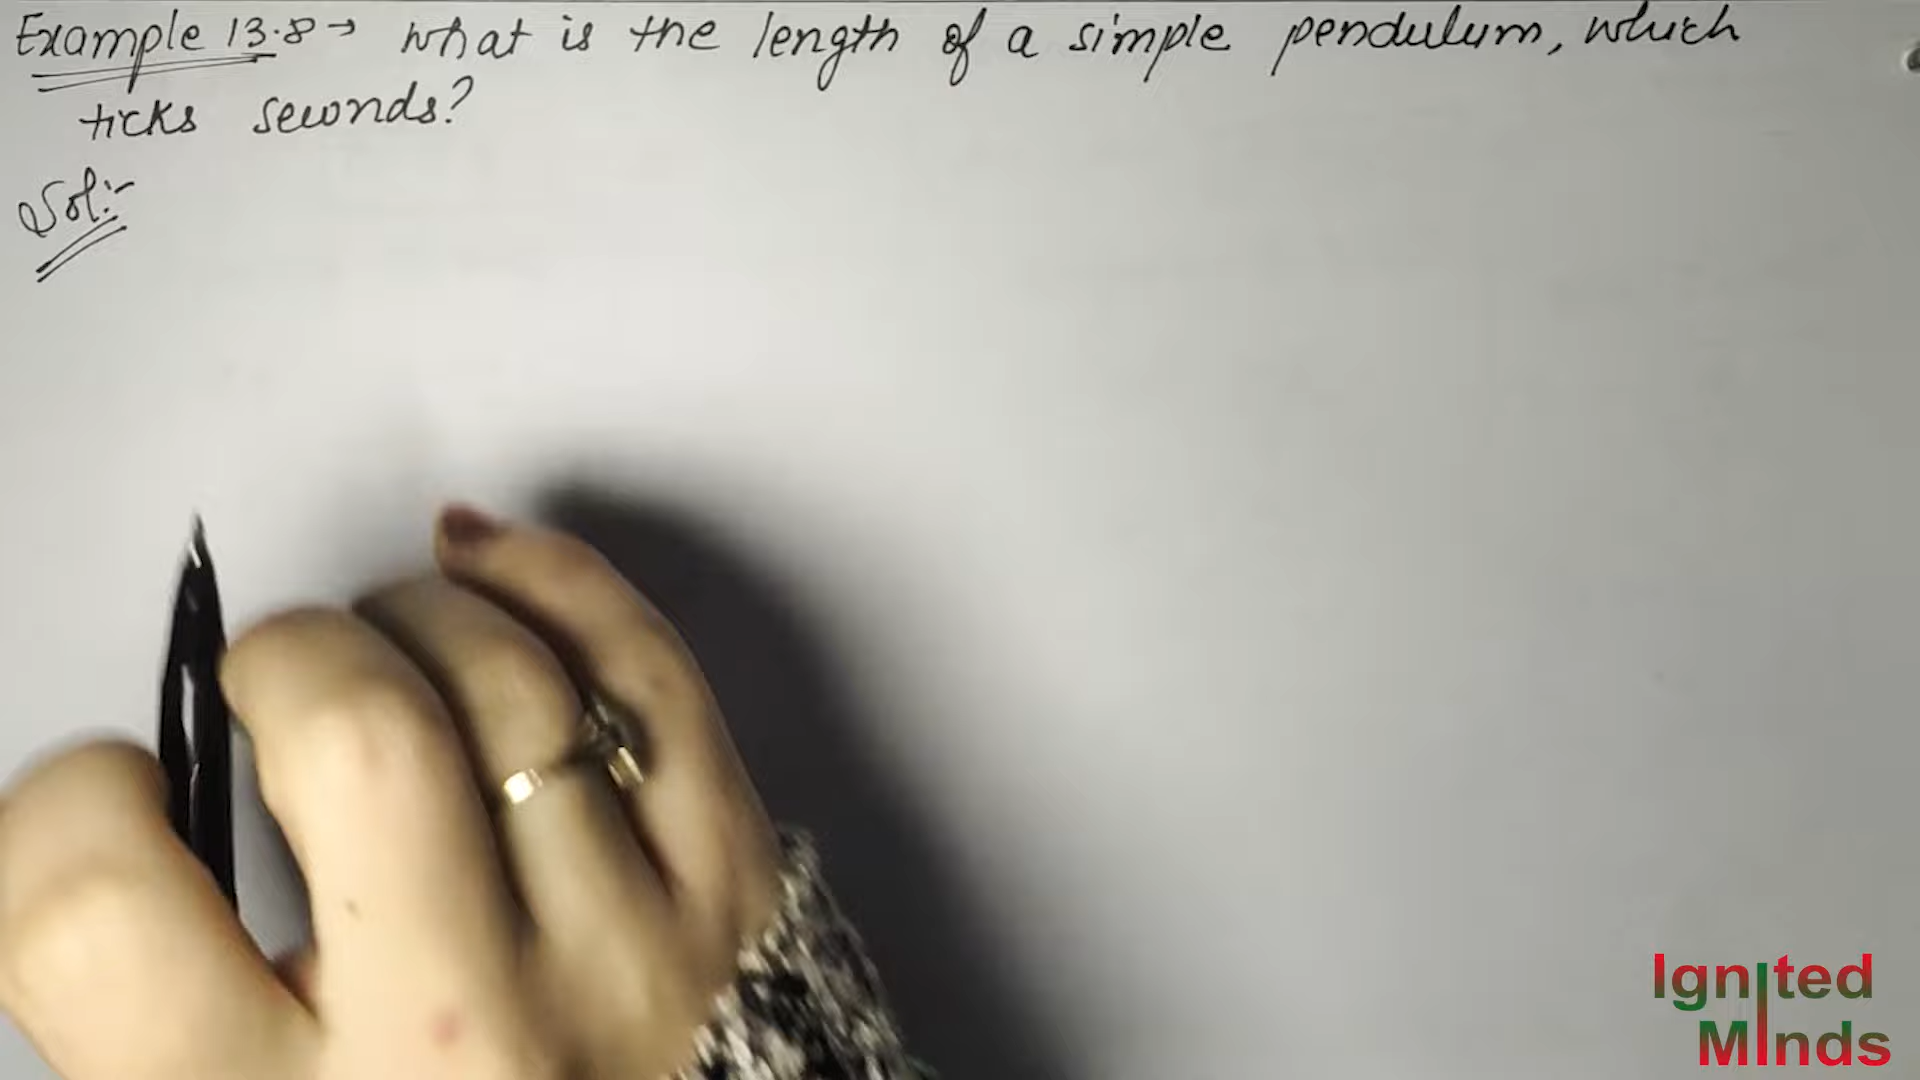 Example 13.8→ What is the length of a simple pendulum, which
ticks seconds?
Sol:-
Ignited
Minds